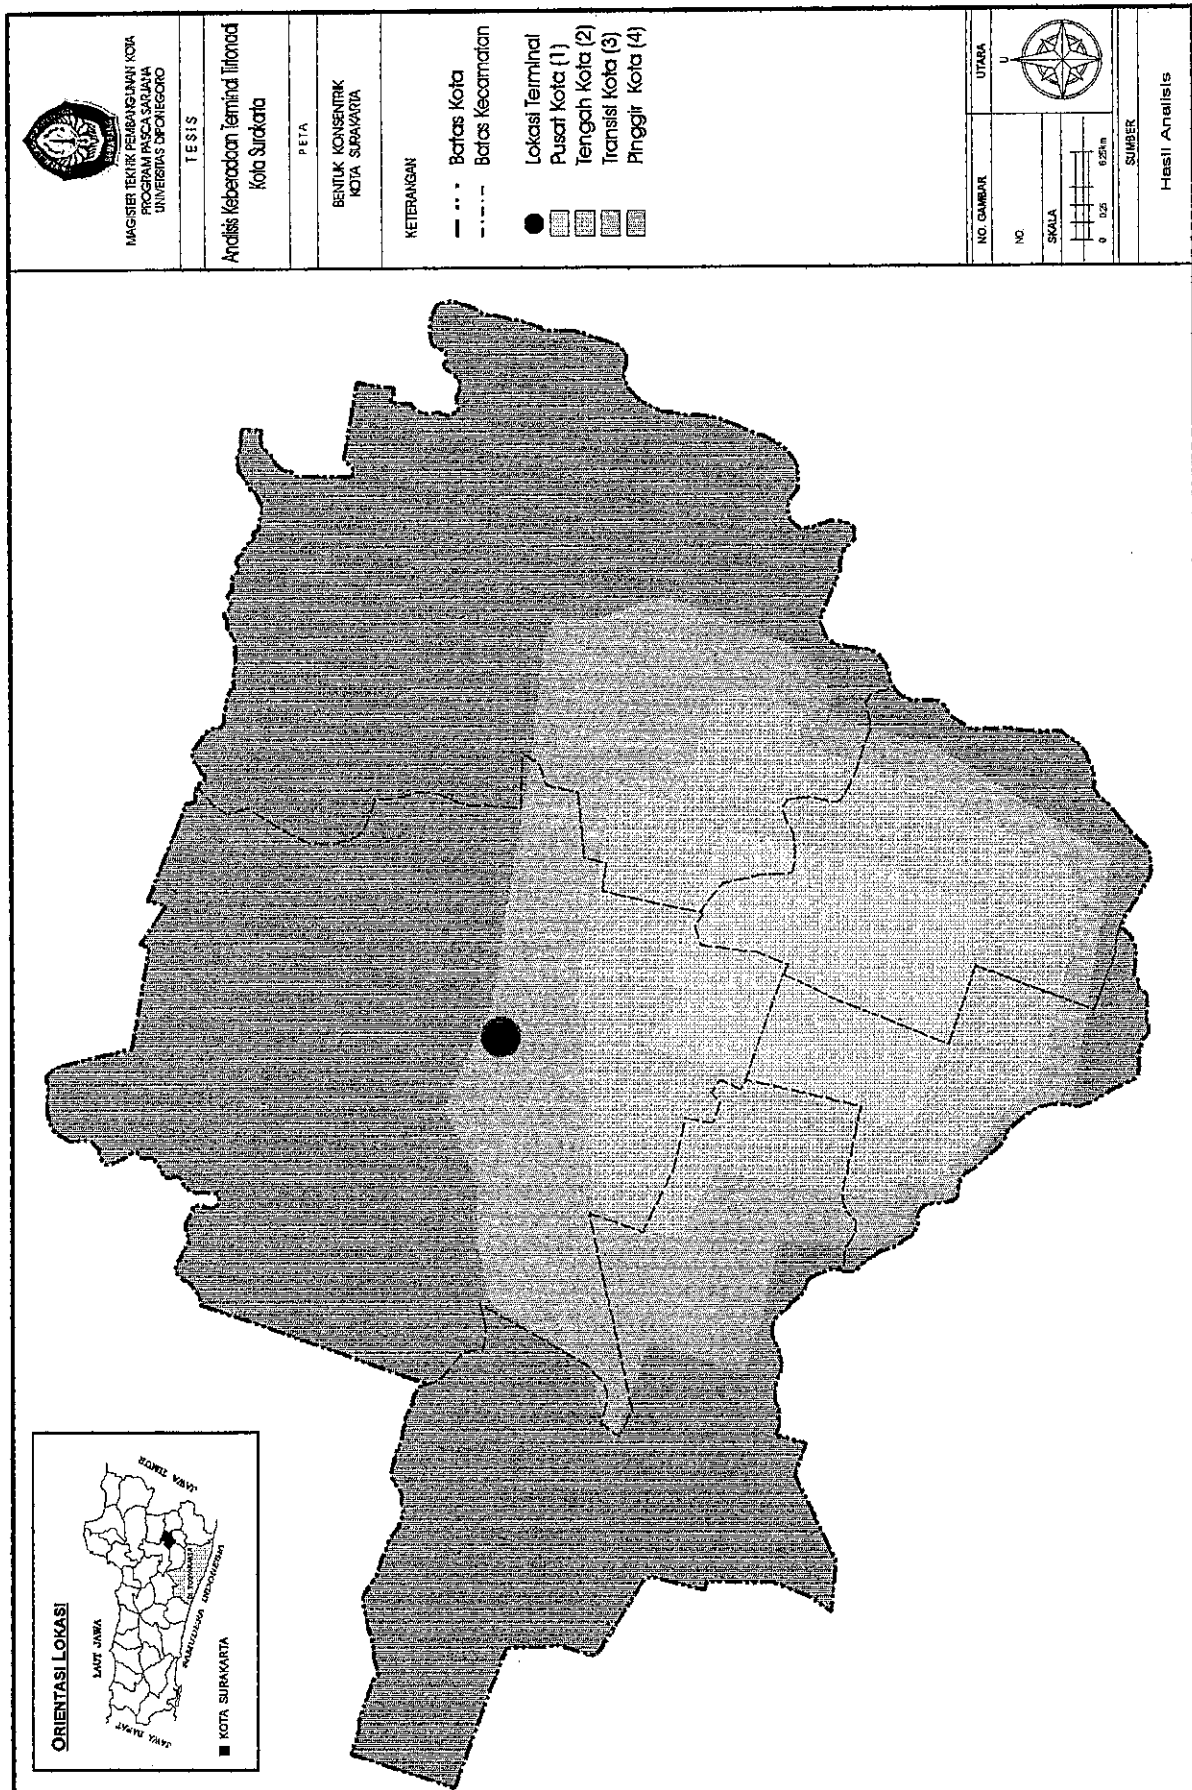 MAGISTER TEKNIK PEMBANGUNAN KOTA
PROGRAM PASCA SARJANA
UNIVERSITAS DIPONEGORO
TESIS
Analisis Keberadaan Terminal Tirtonadi
Kota Surakarta
PETA
BENTUK KONSENTRIK
KOTA SURAKARTA
KETERANGAN
Batas Kota
Batas Kecamatan
Lokasi Terminal
Pusat Kota (1)
Tengah Kota (2)
Transisi Kota (3)
Pinggir Kota (4)
NO. GAMBAR
UTARA
NO.
U
SKALA
0
SUMBER
Hasil Analisis
ORIENTASI LOKASI
LAUT JAWA
JAWA BARAT
JAWA TIMUR
SAMUDERA INDONESIA
KOTA SURAKARTA